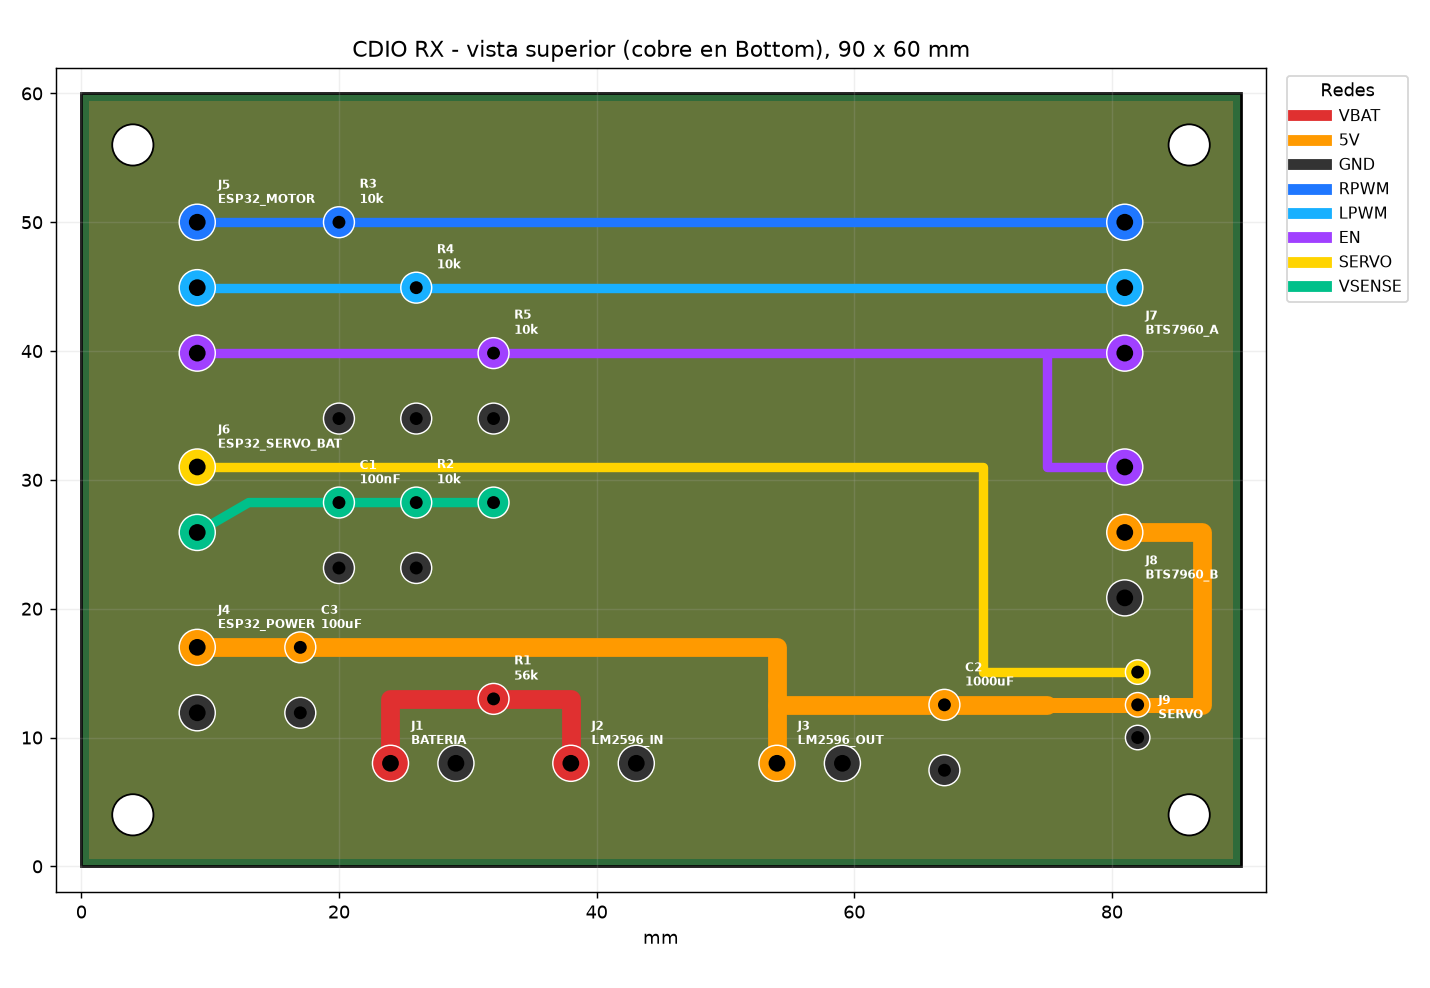 CDIO RX - vista superior (cobre en Bottom), 90 x 60 mm
Redes
VBAT
5V
GND
RPWM
LPWM
EN
SERVO
VSENSE
60
50
40
30
20
10
0
J5
ESP32_MOTOR
R3
10k
R4
10k
R5
10k
J7
BTS7960_A
J6
ESP32_SERVO_BAT
C1
100nF
R2
10k
J8
BTS7960_B
J4
ESP32_POWER
C3
100uF
R1
56k
C2
1000uF
J9
SERVO
J1
BATERIA
J2
LM2596_IN
J3
LM2596_OUT
0
20
40
60
80
mm